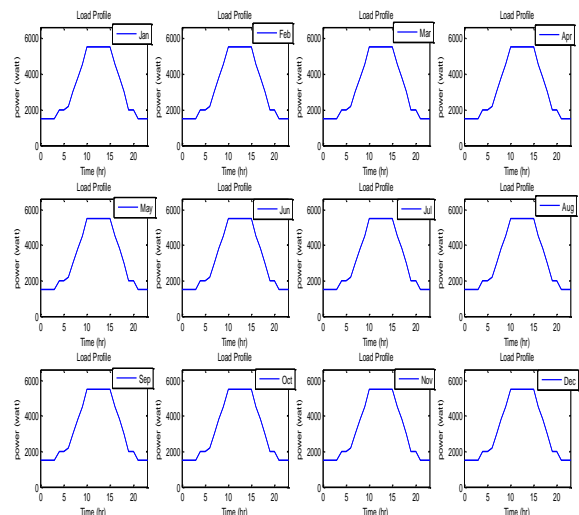 Load Profile
Load Profile
Load Profile
Load Profile
Jan
Feb
Mar
Apr
power (watt)
6000
4000
2000
0
0 5 10 15 20
Time (hr)
power (watt)
6000
4000
2000
0
0 5 10 15 20
Time (hr)
power (watt)
6000
4000
2000
0
0 5 10 15 20
Time (hr)
power (watt)
6000
4000
2000
0
0 5 10 15 20
Time (hr)
Load Profile
Load Profile
Load Profile
Load Profile
May
Jun
Jul
Aug
power (watt)
6000
4000
2000
0
0 5 10 15 20
Time (hr)
power (watt)
6000
4000
2000
0
0 5 10 15 20
Time (hr)
power (watt)
6000
4000
2000
0
0 5 10 15 20
Time (hr)
power (watt)
6000
4000
2000
0
0 5 10 15 20
Time (hr)
Load Profile
Load Profile
Load Profile
Load Profile
Sep
Oct
Nov
Dec
power (watt)
6000
4000
2000
0
0 5 10 15 20
Time (hr)
power (watt)
6000
4000
2000
0
0 5 10 15 20
Time (hr)
power (watt)
6000
4000
2000
0
0 5 10 15 20
Time (hr)
power (watt)
6000
4000
2000
0
0 5 10 15 20
Time (hr)